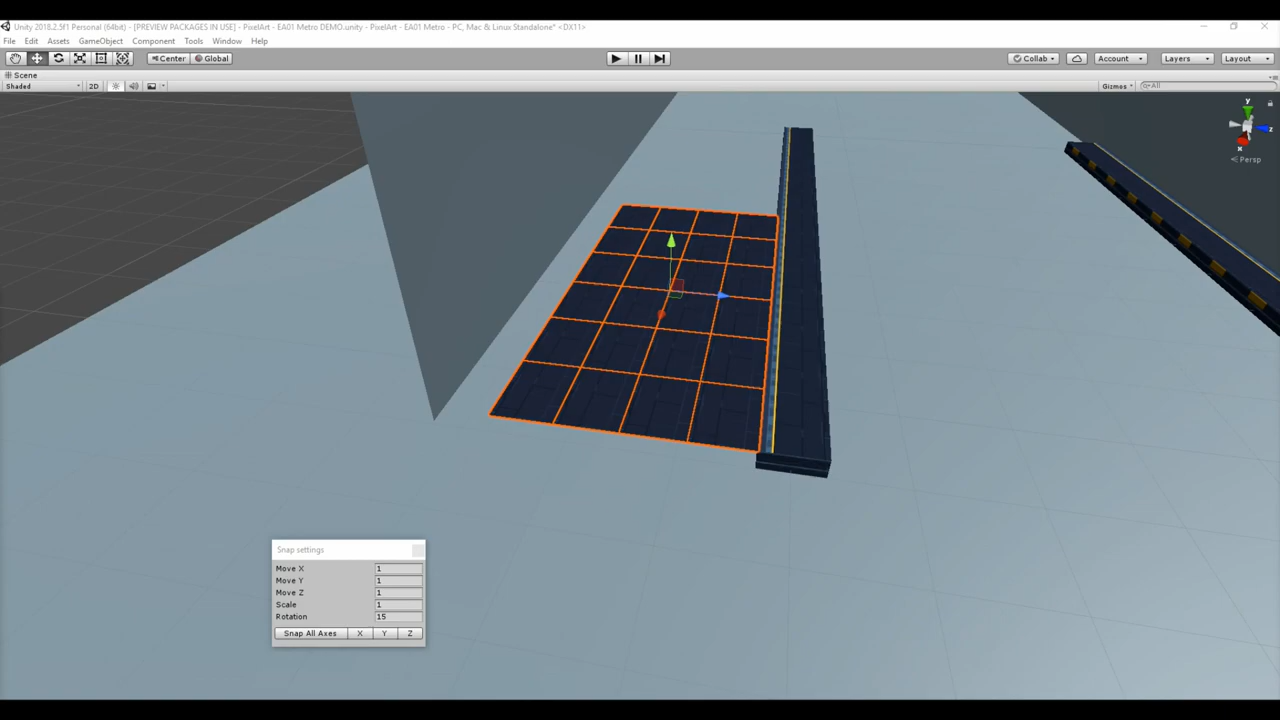 Unity 2018.2.5f1 Personal (64bit) - [PREVIEW PACKAGES IN USE] - PixelArt - EA01 Metro DEMO.unity - PixelArt - EA01 Metro - PC, Mac & Linux Standalone* <DX11>
File Edit Assets GameObject Component Tools Window Help
Center Global Collab Account Layers Layout
Scene
Shaded 2D Gizmos All
y
z
x
Persp
Snap settings
Move X 1
Move Y 1
Move Z 1
Scale 1
Rotation 15
Snap All Axes X Y Z